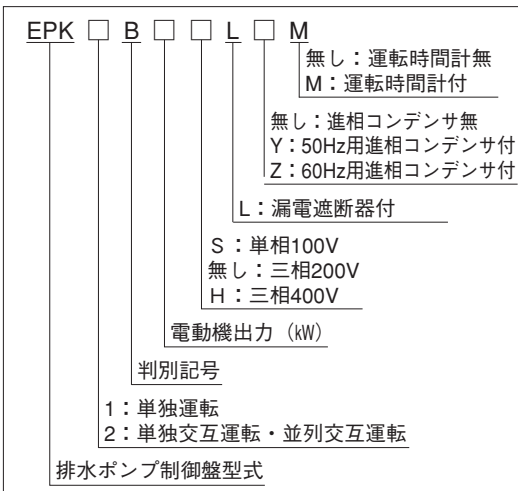 EPK □ B □ □ L □ M
無し：運転時間計無
M：運転時間計付
無し：進相コンデンサ無
Y：50Hz用進相コンデンサ付
Z：60Hz用進相コンデンサ付
L：漏電遮断器付
S：単相100V
無し：三相200V
H：三相400V
電動機出力（㎾）
判別記号
1：単独運転
2：単独交互運転・並列交互運転
排水ポンプ制御盤型式